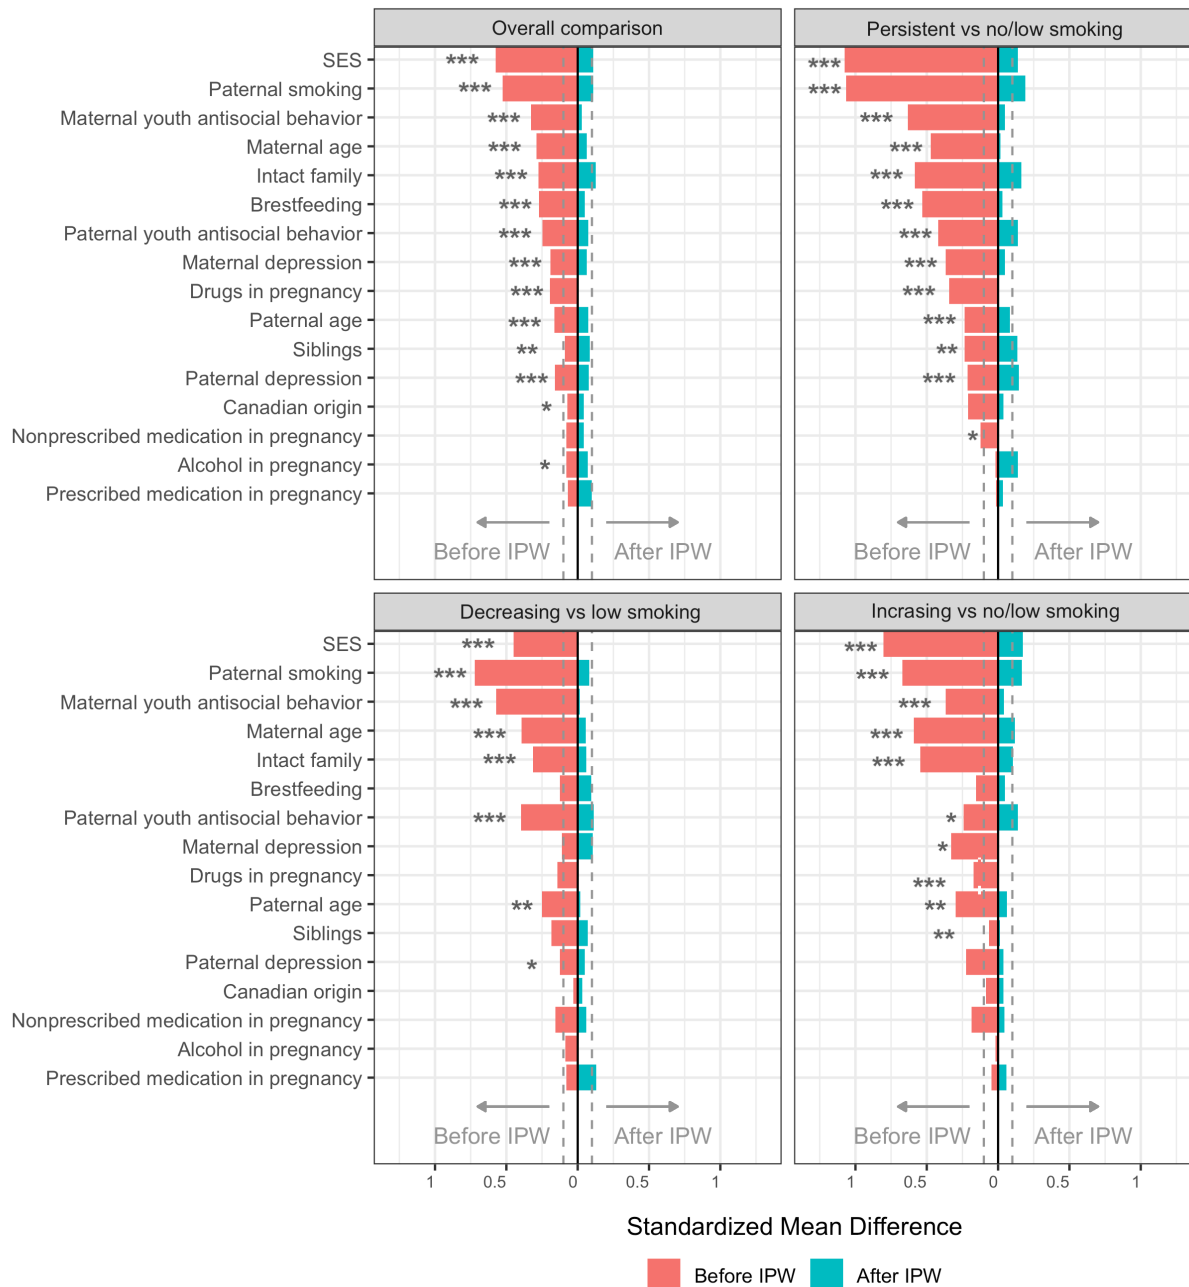 Overall comparison
Persistent vs no/low smoking
SES *** ***
Paternal smoking *** ***
Maternal youth antisocial behavior *** ***
Maternal age *** ***
Intact family *** ***
Brestfeeding *** ***
Paternal youth antisocial behavior *** ***
Maternal depression *** ***
Drugs in pregnancy *** ***
Paternal age *** ***
Siblings ** **
Paternal depression *** ***
Canadian origin *
Nonprescribed medication in pregnancy *
Alcohol in pregnancy *
Prescribed medication in pregnancy
Before IPW After IPW Before IPW After IPW
Decreasing vs low smoking
Incrasing vs no/low smoking
SES *** ***
Paternal smoking *** ***
Maternal youth antisocial behavior *** ***
Maternal age *** ***
Intact family *** ***
Brestfeeding
Paternal youth antisocial behavior *** *
Maternal depression *
Drugs in pregnancy ***
Paternal age ** **
Siblings **
Paternal depression *
Canadian origin
Nonprescribed medication in pregnancy
Alcohol in pregnancy
Prescribed medication in pregnancy
Before IPW After IPW Before IPW After IPW
1 0.5 0 0.5 1 1 0.5 0 0.5 1
Standardized Mean Difference
Before IPW After IPW